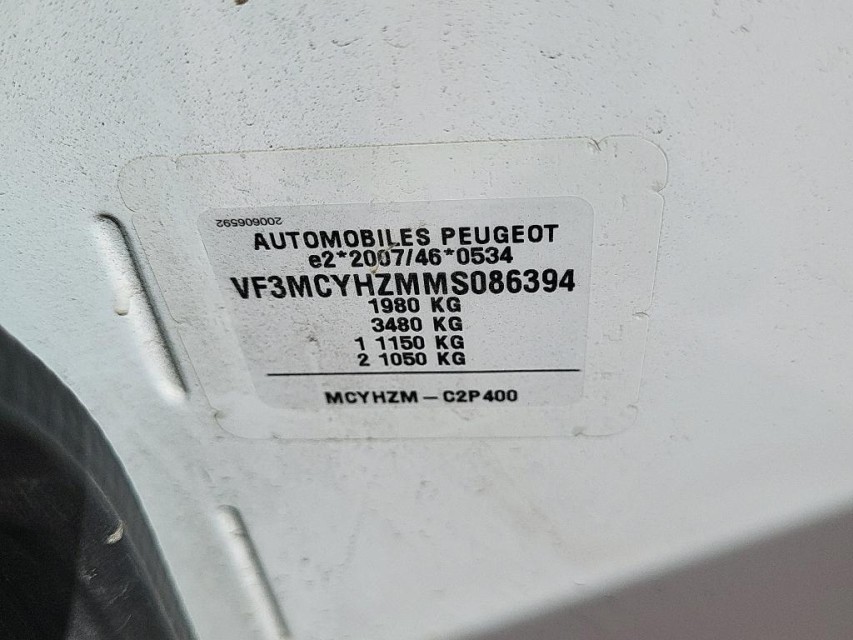 200606592
AUTOMOBILES PEUGEOT
e2*2007/46*0534
VF3MCYHZMMS086394
1980 KG
3480 KG
1 1150 KG
2 1050 KG
MCYHZM – C2P400